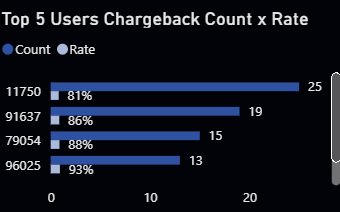 Top 5 Users Chargeback Count x Rate
Count Rate
11750 25
81%
91637 19
86%
79054 15
88%
96025 13
93%
0 10 20